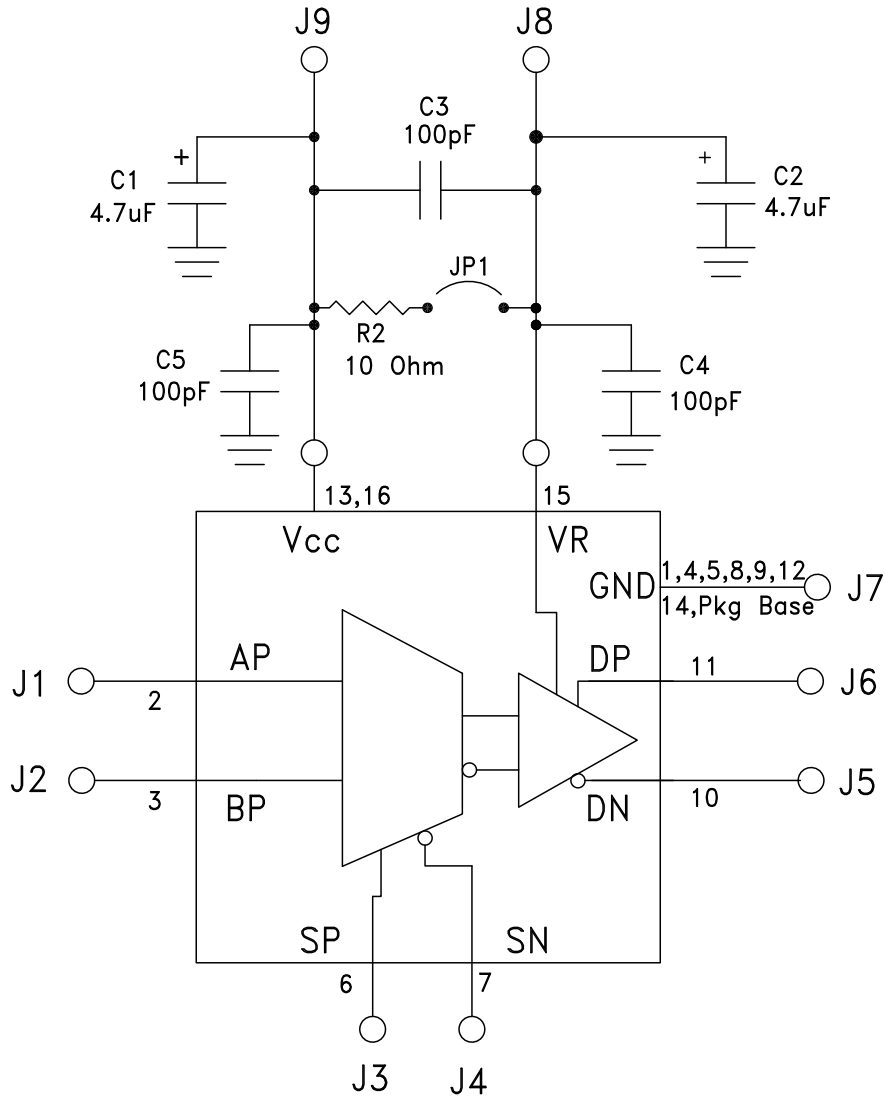 J9
J8
C3
100pF
+
C1
4.7uF
+
C2
4.7uF
JP1
R2
10 Ohm
C5
100pF
C4
100pF
13,16
15
Vcc
VR
GND
1,4,5,8,9,12
14,Pkg Base
J7
AP
DP
11
J1
2
J6
J2
3
BP
DN
10
J5
SP
SN
6
7
J3
J4